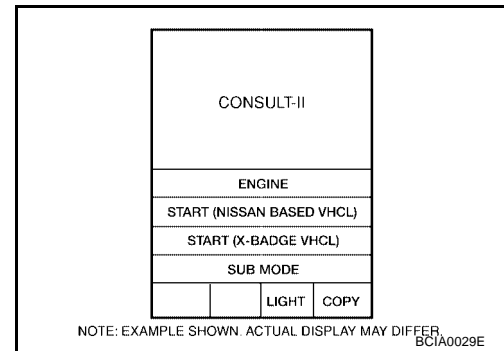 CONSULT-II
ENGINE
START (NISSAN BASED VHCL)
START (X-BADGE VHCL)
SUB MODE
LIGHT COPY
NOTE: EXAMPLE SHOWN. ACTUAL DISPLAY MAY DIFFER.
BCIA0029E